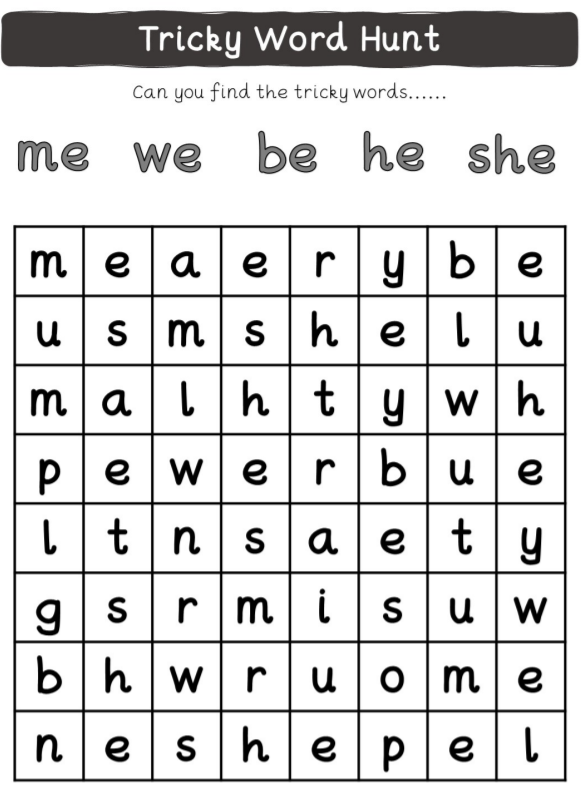 Tricky Word Hunt
Can you find the tricky words......
me we be he she
m e a e r y b e
u s m s h e l u
m a l h t y w h
p e w e r b u e
l t n s a e t y
g s r m i s u w
b h w r u o m e
n e s h e p e l